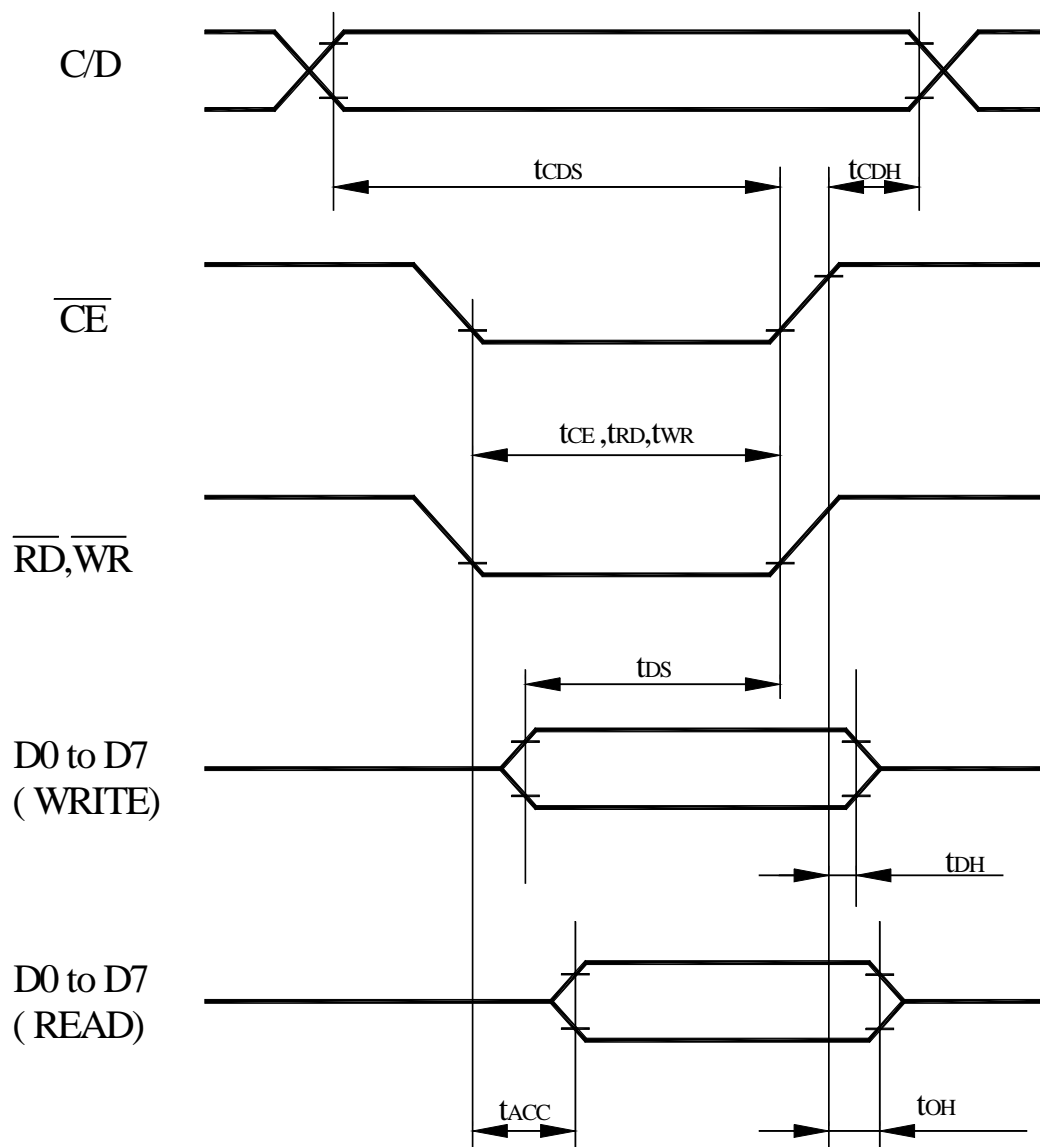 C/D
tCDS
tCDH
CE
tCE ,tRD,tWR
RD,WR
tDS
D0 to D7
( WRITE)
tDH
D0 to D7
( READ)
tACC
tOH